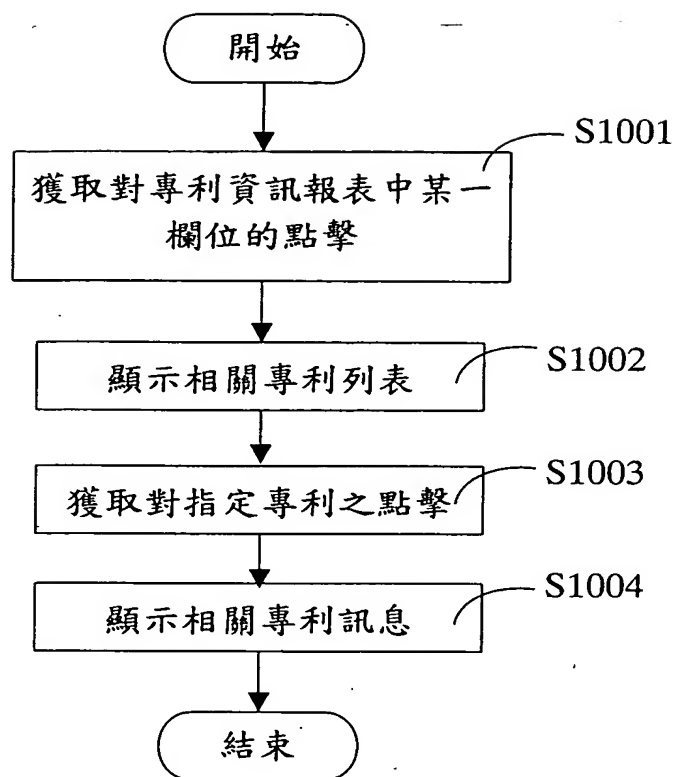 開始
S1001
獲取對專利資訊報表中某一
欄位的點擊
S1002
顯示相關專利列表
S1003
獲取對指定專利之點擊
S1004
顯示相關專利訊息
結束